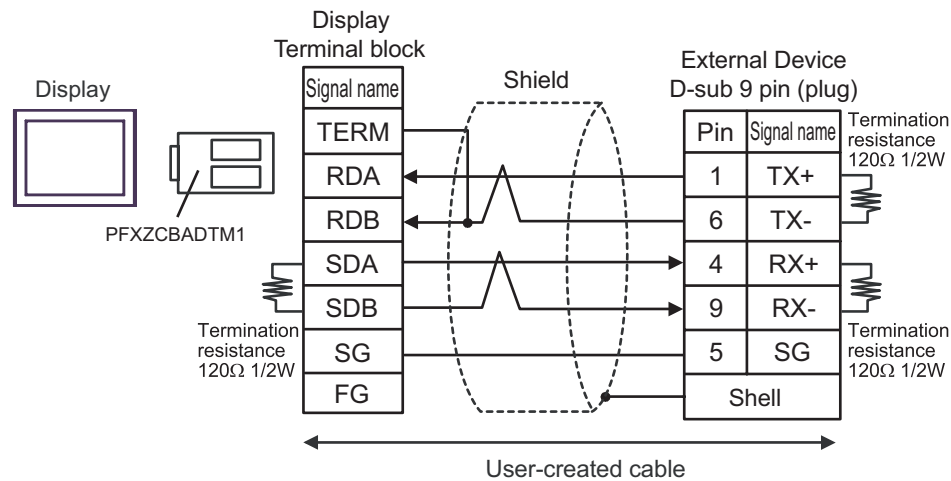 Display
Terminal block
Display
PFXZCBADTM1
Signal name
TERM
RDA
RDB
SDA
SDB
SG
FG
Termination
resistance
120Ω 1/2W
Shield
External Device
D-sub 9 pin (plug)
Pin Signal name
1 TX+
6 TX-
4 RX+
9 RX-
5 SG
Shell
Termination
resistance
120Ω 1/2W
Termination
resistance
120Ω 1/2W
User-created cable